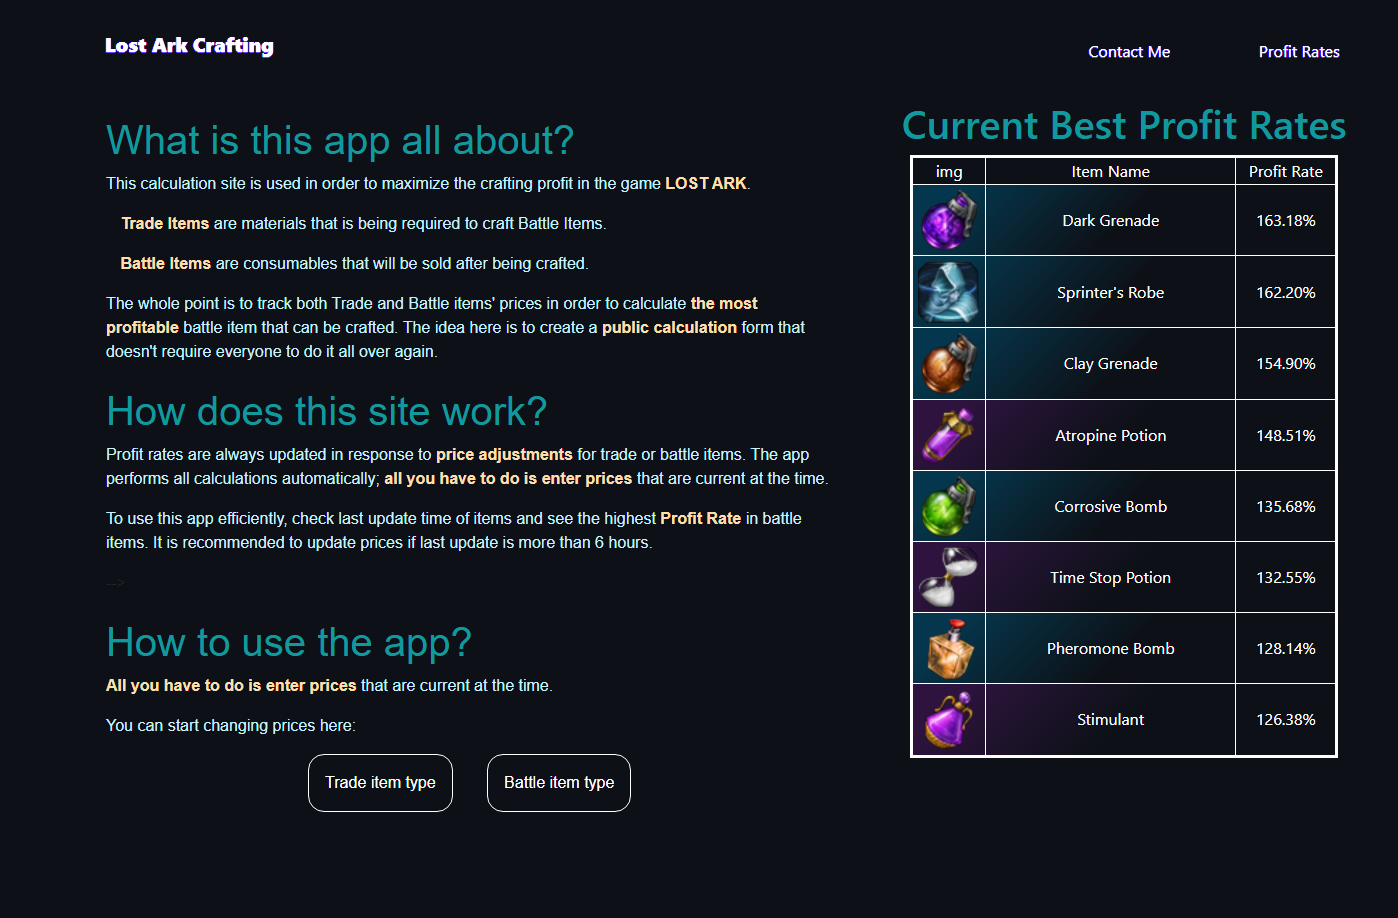 Lost Ark Crafting
Contact Me
Profit Rates
What is this app all about?
This calculation site is used in order to maximize the crafting profit in the game LOST ARK.
Trade Items are materials that is being required to craft Battle Items.
Battle Items are consumables that will be sold after being crafted.
The whole point is to track both Trade and Battle items' prices in order to calculate the most
profitable battle item that can be crafted. The idea here is to create a public calculation form that
doesn't require everyone to do it all over again.
How does this site work?
Profit rates are always updated in response to price adjustments for trade or battle items. The app
performs all calculations automatically; all you have to do is enter prices that are current at the time.
To use this app efficiently, check last update time of items and see the highest Profit Rate in battle
items. It is recommended to update prices if last update is more than 6 hours.
-->
How to use the app?
All you have to do is enter prices that are current at the time.
You can start changing prices here:
Trade item type
Battle item type
Current Best Profit Rates
img Item Name Profit Rate
Dark Grenade 163.18%
Sprinter's Robe 162.20%
Clay Grenade 154.90%
Atropine Potion 148.51%
Corrosive Bomb 135.68%
Time Stop Potion 132.55%
Pheromone Bomb 128.14%
Stimulant 126.38%